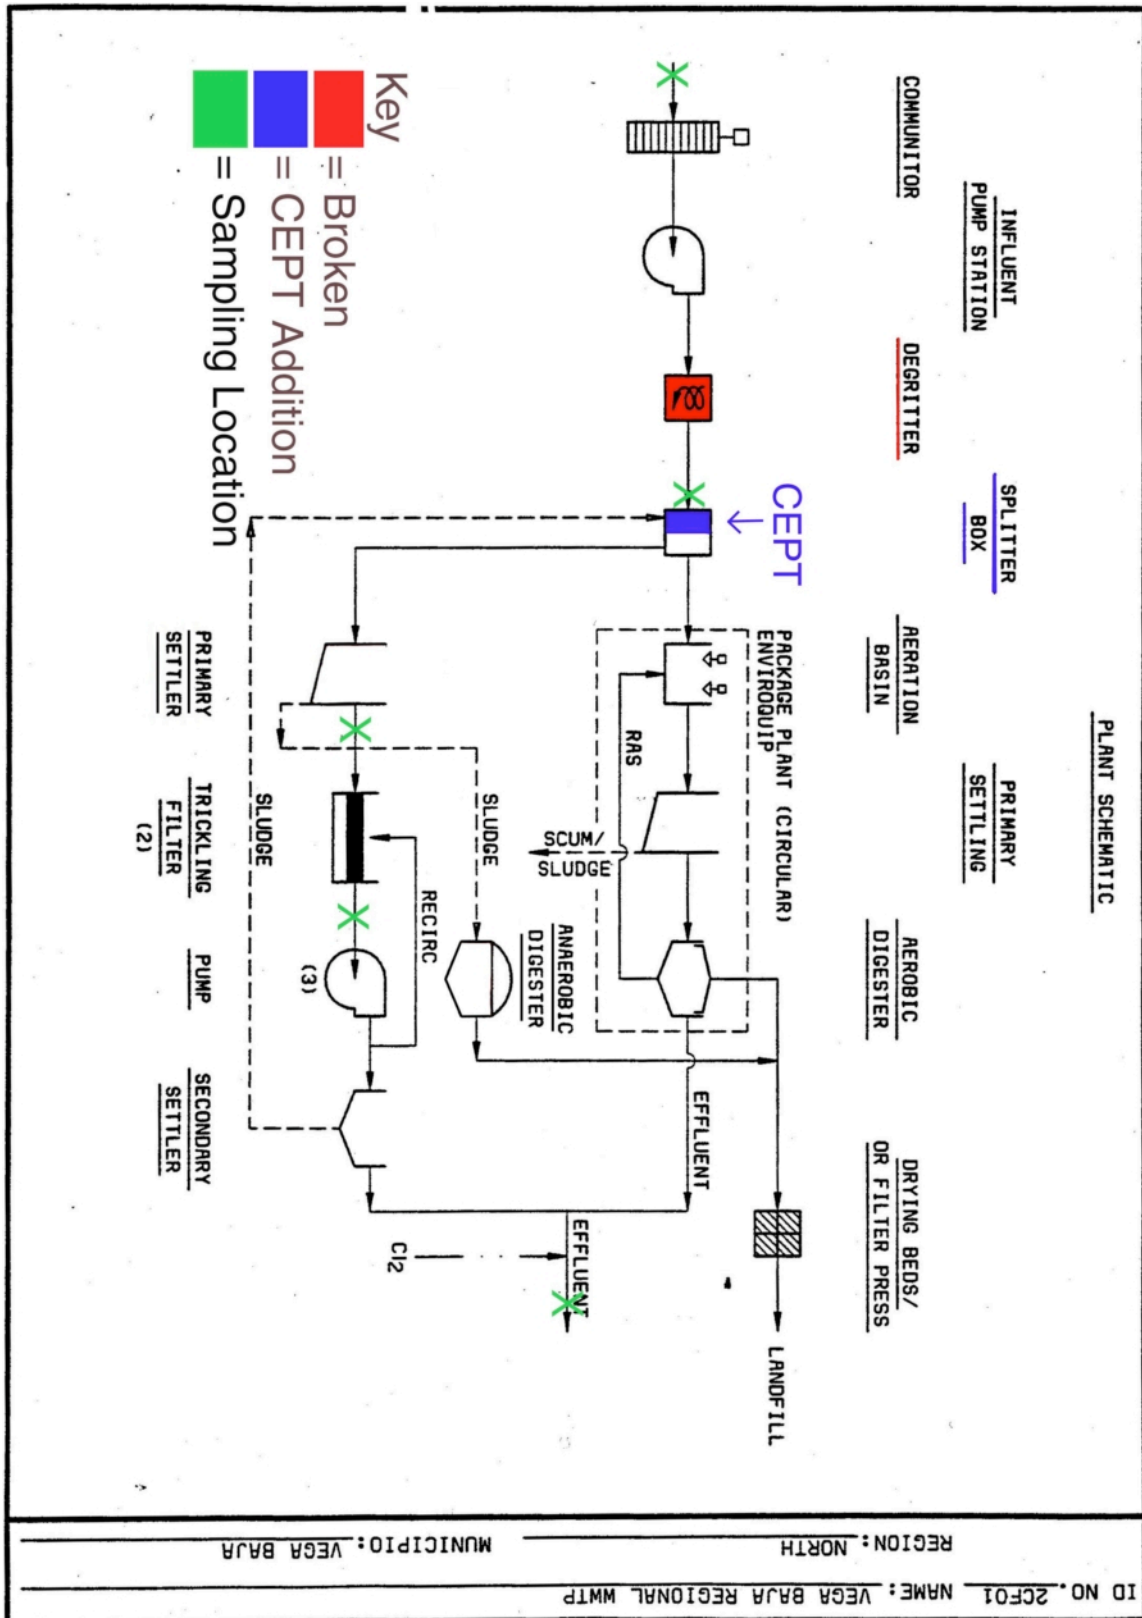 PLANT SCHEMATIC
COMMUNITOR
INFLUENT
PUMP STATION
DEGRITTER
SPLITTER
BOX
AERATION
BASIN
PRIMARY
SETTLING
AEROBIC
DIGESTER
DRYING BEDS/
OR FILTER PRESS
CEPT
PACKAGE PLANT (CIRCULAR)
ENVIROQUIP
RAS
SCUM/
SLUDGE
EFFLUENT
LANDFILL
SLUDGE
ANAEROBIC
DIGESTER
RECIRC
(3)
EFFLUENT
Cl2
PRIMARY
SETTLER
TRICKLING
FILTER
(2)
PUMP
SECONDARY
SETTLER
SLUDGE
Key
= Broken
= CEPT Addition
= Sampling Location
ID NO. 2CF01 NAME: VEGA BAJA REGIONAL WWTP
REGION: NORTH MUNICIPIO: VEGA BAJA